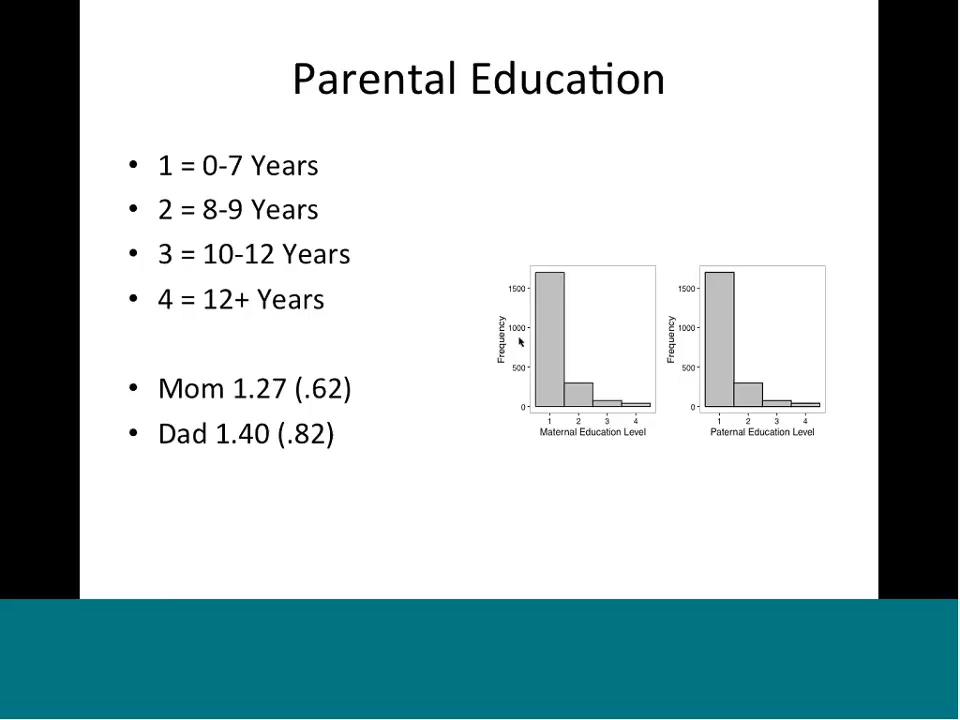 Parental Education
• 1 = 0-7 Years
• 2 = 8-9 Years
• 3 = 10-12 Years
• 4 = 12+ Years
• Mom 1.27 (.62)
• Dad 1.40 (.82)
Frequency
1500
1000
500
0
1 2 3 4
Maternal Education Level
Frequency
1500
1000
500
0
1 2 3 4
Paternal Education Level